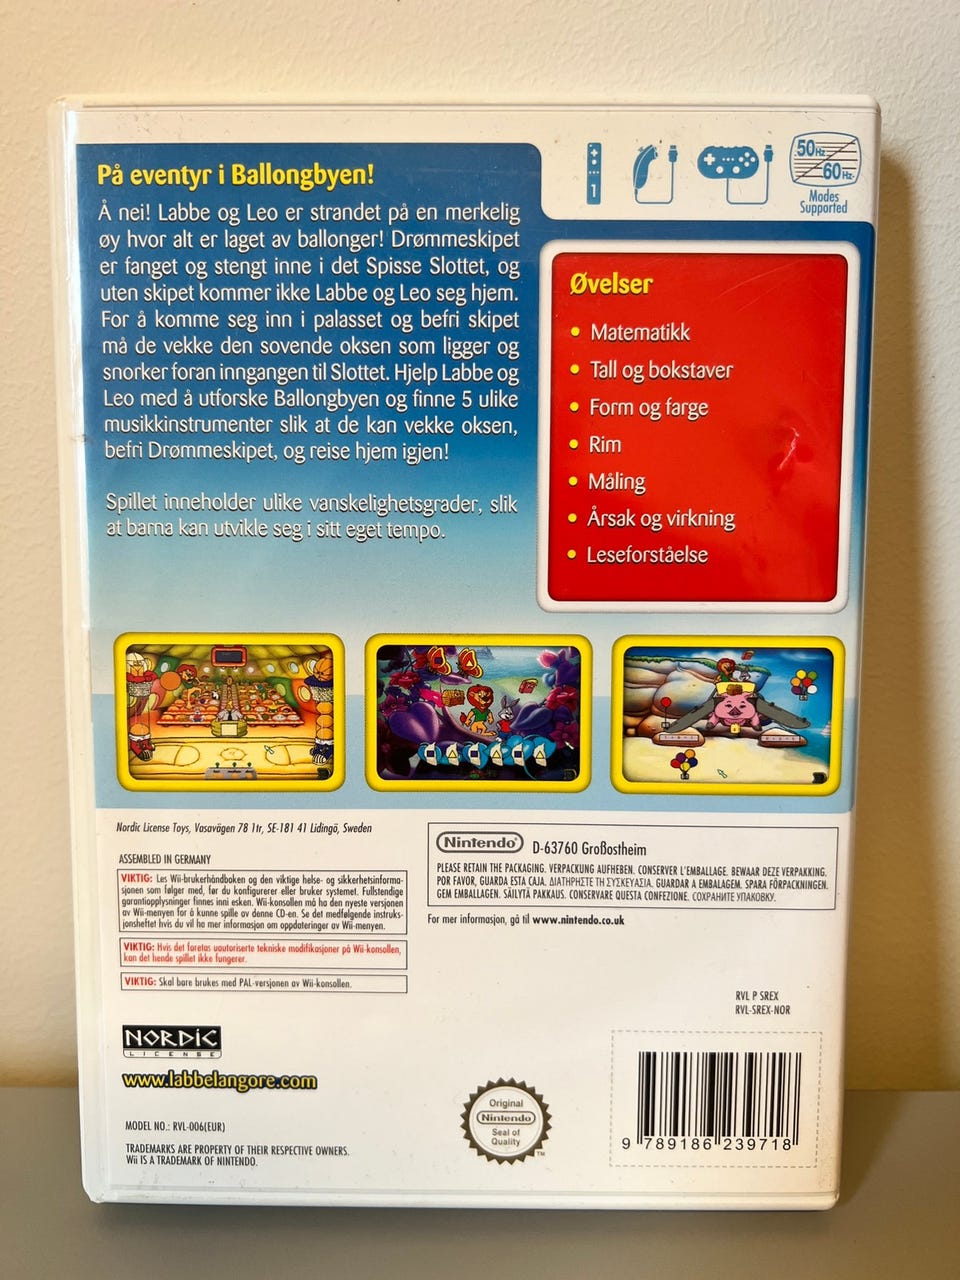 På eventyr i Ballongbyen!
Å nei! Labbe og Leo er strandet på en merkelig
øy hvor alt er laget av ballonger! Drømmeskipet
er fanget og stengt inne i det Spisse Slottet, og
uten skipet kommer ikke Labbe og Leo seg hjem.
For å komme seg inn i palasset og befri skipet
må de vekke den sovende oksen som ligger og
snorker foran inngangen til Slottet. Hjelp Labbe og
Leo med å utforske Ballongbyen og finne 5 ulike
musikkinstrumenter slik at de kan vekke oksen,
befri Drømmeskipet, og reise hjem igjen!
Spillet inneholder ulike vanskelighetsgrader, slik
at barna kan utvikle seg i sitt eget tempo.
1
50Hz
60Hz
Modes
Supported
Øvelser
• Matematikk
• Tall og bokstaver
• Form og farge
• Rim
• Måling
• Årsak og virkning
• Leseforståelse
Nordic License Toys, Vasavägen 78 1tr, SE-181 41 Lidingö, Sweden
ASSEMBLED IN GERMANY
VIKTIG: Les Wii-brukerhåndboken og den viktige helse- og sikkerhetsinforma-
sjonen som følger med, før du konfigurerer eller bruker systemet. Fullstendige
garantiopplysninger finnes inni esken. Wii-konsollen må ha den nyeste versjonen
av Wii-menyen for å kunne spille av denne CD-en. Se det medfølgende instruks-
jonsheftet hvis du vil ha mer informasjon om oppdateringer av Wii-menyen.
VIKTIG: Hvis det foretas uautoriserte tekniske modifikasjoner på Wii-konsollen,
kan det hende spillet ikke fungerer.
VIKTIG: Skal bare brukes med PAL-versjonen av Wii-konsollen.
Nintendo® D-63760 Großostheim
PLEASE RETAIN THE PACKAGING. VERPACKUNG AUFHEBEN. CONSERVER L'EMBALLAGE. BEWAAR DEZE VERPAKKING.
POR FAVOR, GUARDA ESTA CAJA. ΔΙΑΤΗΡΗΣΤΕ ΤΗ ΣΥΣΚΕΥΑΣΙΑ. GUARDAR A EMBALAGEM. SPARA FÖRPACKNINGEN.
GEM EMBALLAGEN. SÄILYTÄ PAKKAUS. CONSERVARE QUESTA CONFEZIONE. СОХРАНИТЕ УПАКОВКУ.
For mer informasjon, gå til www.nintendo.co.uk
RVL P SREX
RVL-SREX-NOR
NORDIC
LICENSE
www.labbelangore.com
MODEL NO.: RVL-006(EUR)
TRADEMARKS ARE PROPERTY OF THEIR RESPECTIVE OWNERS.
Wii IS A TRADEMARK OF NINTENDO.
Original
Nintendo®
Seal of
Quality
TM
9 789186 239718